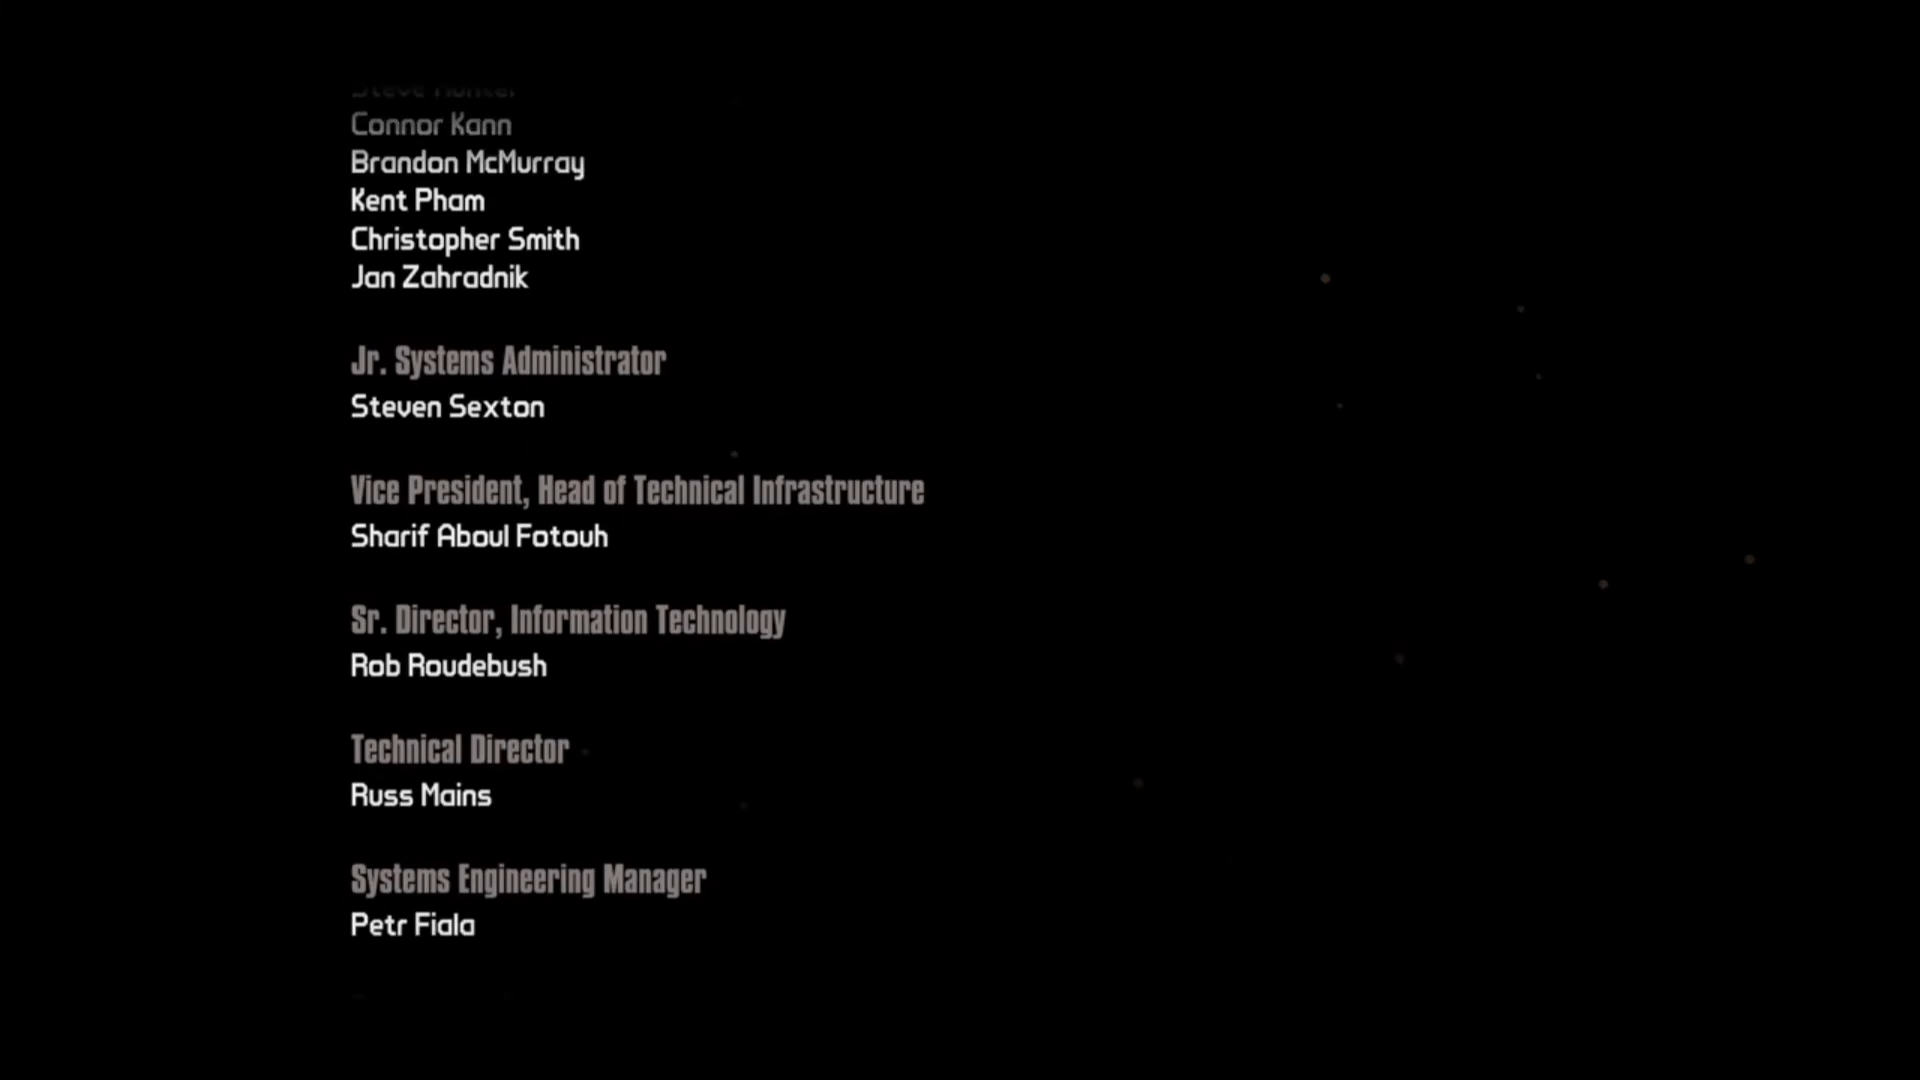 Connor Kann
Brandon McMurray
Kent Pham
Christopher Smith
Jan Zahradnik
Jr. Systems Administrator
Steven Sexton
Vice President, Head of Technical Infrastructure
Sharif Aboul Fotouh
Sr. Director, Information Technology
Rob Roudebush
Technical Director
Russ Mains
Systems Engineering Manager
Petr Fiala